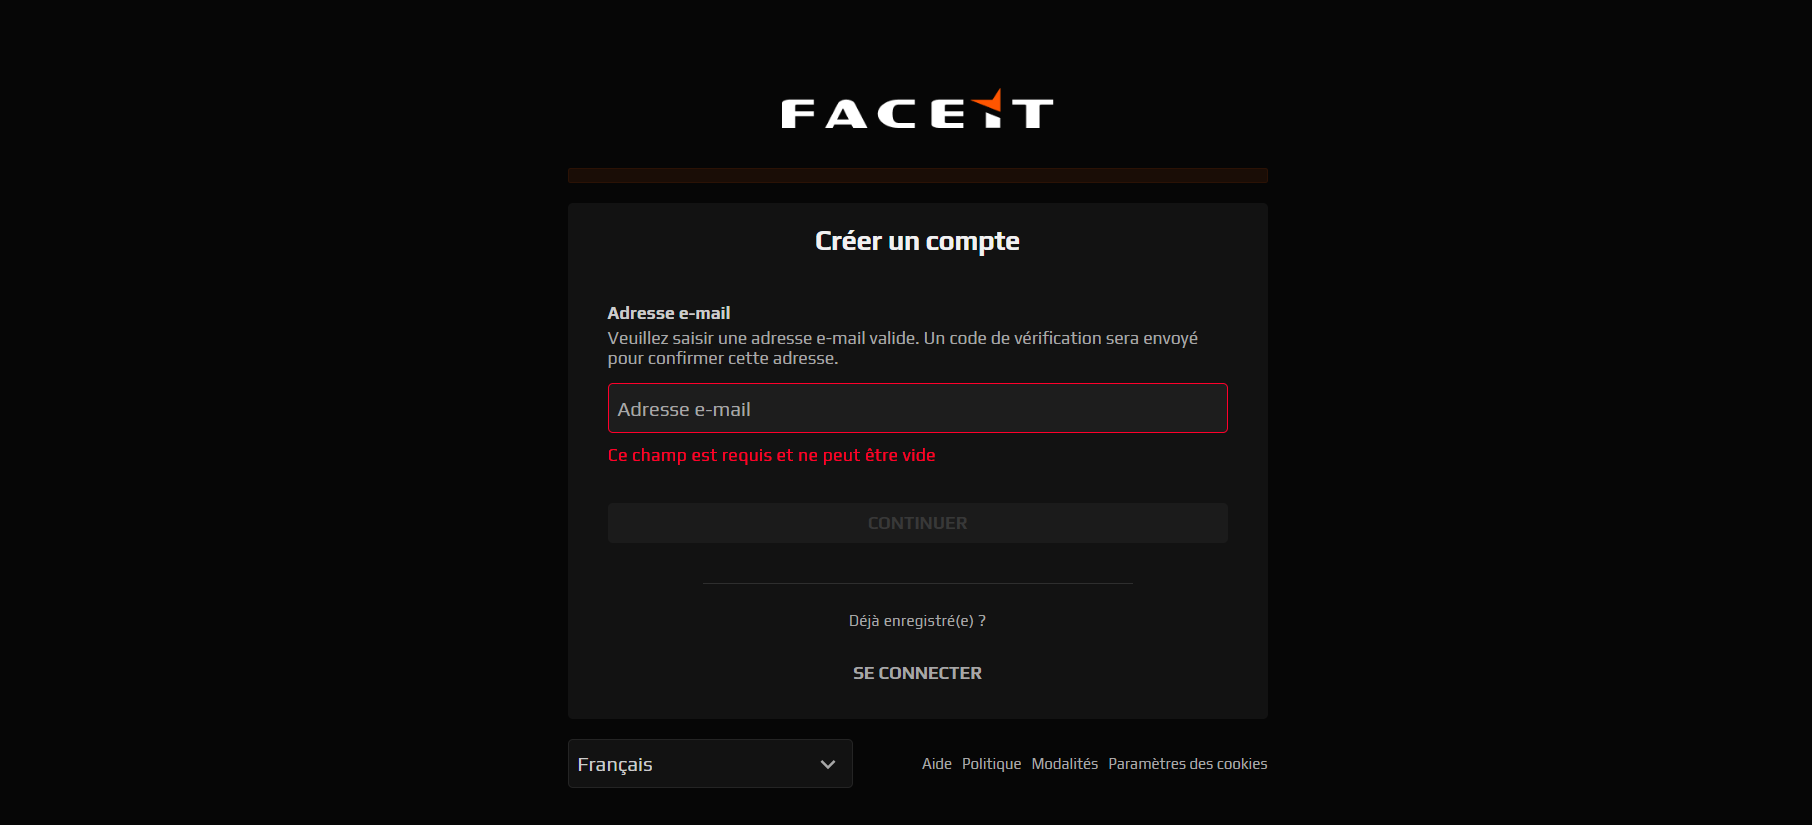 FACEIT
Créer un compte
Adresse e-mail
Veuillez saisir une adresse e-mail valide. Un code de vérification sera envoyé
pour confirmer cette adresse.
Adresse e-mail
Ce champ est requis et ne peut être vide
CONTINUER
Déjà enregistré(e) ?
SE CONNECTER
Français
Aide Politique Modalités Paramètres des cookies